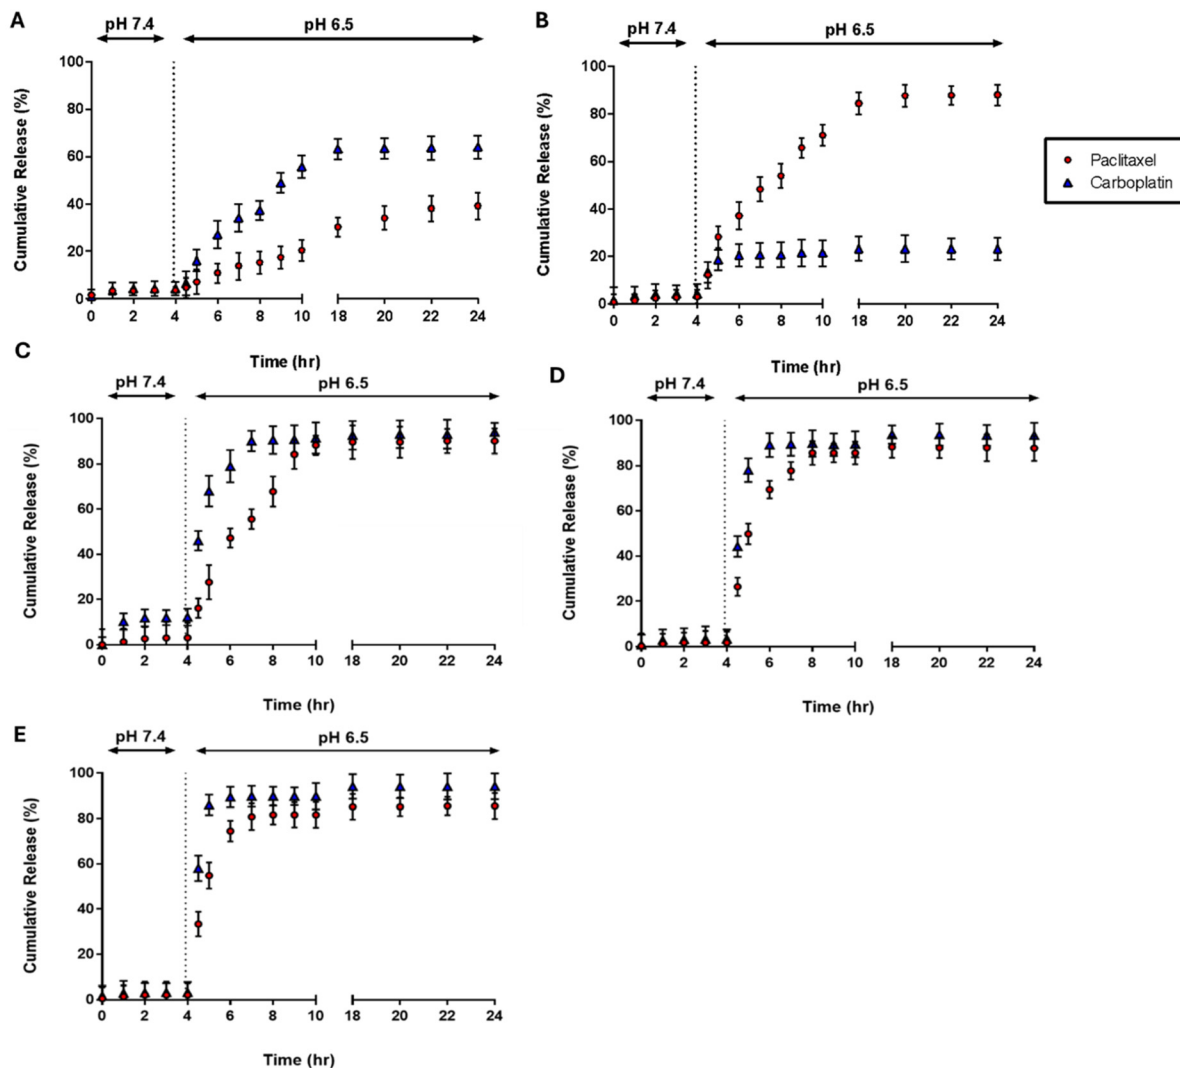 A
pH 7.4 pH 6.5
Cumulative Release (%)
100
80
60
40
20
0
0 2 4 6 8 10 18 20 22 24
Time (hr)
B
pH 7.4 pH 6.5
Cumulative Release (%)
100
80
60
40
20
0
0 2 4 6 8 10 18 20 22 24
Time (hr)
Paclitaxel
Carboplatin
C
pH 7.4 pH 6.5
Cumulative Release (%)
100
80
60
40
20
0
0 2 4 6 8 10 18 20 22 24
Time (hr)
D
pH 7.4 pH 6.5
Cumulative Release (%)
100
80
60
40
20
0
0 2 4 6 8 10 18 20 22 24
Time (hr)
E
pH 7.4 pH 6.5
Cumulative Release (%)
100
80
60
40
20
0
0 2 4 6 8 10 18 20 22 24
Time (hr)